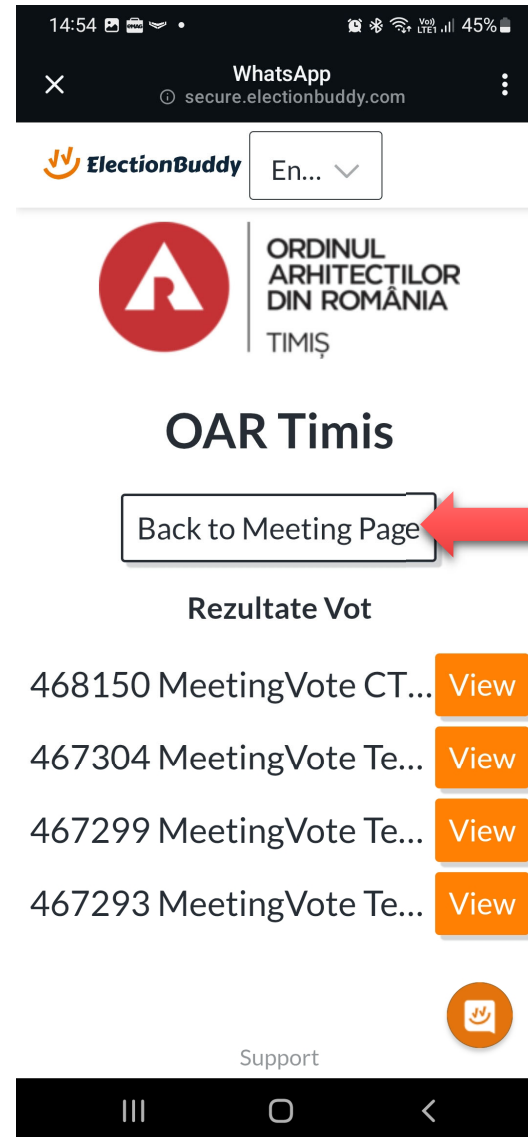 14:54
45%
WhatsApp
secure.electionbuddy.com
ElectionBuddy
En...
ORDINUL
ARHITECȚILOR
DIN ROMÂNIA
TIMIȘ
OAR Timis
Back to Meeting Page
Rezultate Vot
468150 MeetingVote CT... View
467304 MeetingVote Te... View
467299 MeetingVote Te... View
467293 MeetingVote Te... View
Support